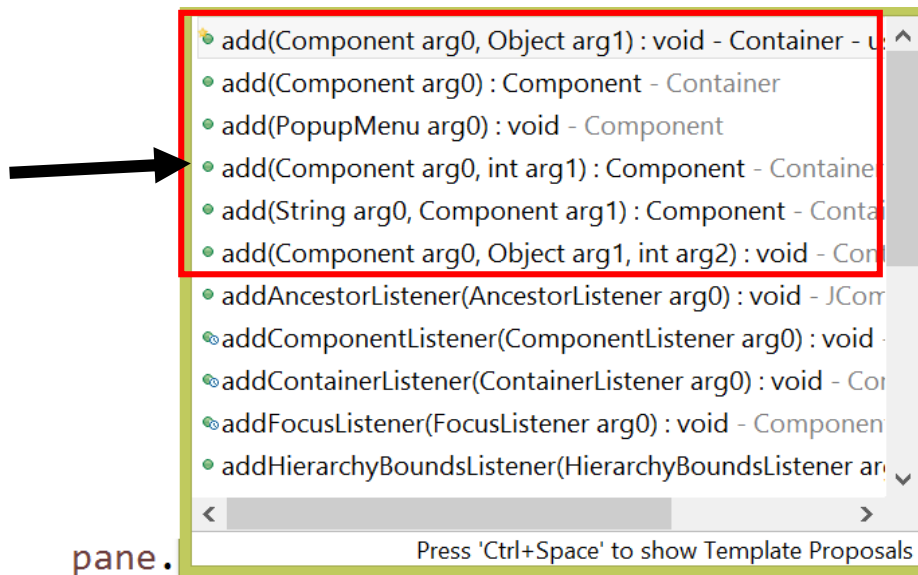 add(Component arg0, Object arg1) : void - Container - u
add(Component arg0) : Component - Container
add(PopupMenu arg0) : void - Component
add(Component arg0, int arg1) : Component - Containe
add(String arg0, Component arg1) : Component - Contai
add(Component arg0, Object arg1, int arg2) : void - Con
addAncestorListener(AncestorListener arg0) : void - JCom
addComponentListener(ComponentListener arg0) : void -
addContainerListener(ContainerListener arg0) : void - Co
addFocusListener(FocusListener arg0) : void - Componen
addHierarchyBoundsListener(HierarchyBoundsListener ar
Press 'Ctrl+Space' to show Template Proposals
pane.